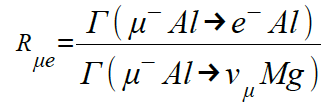 R_μe = Γ ( μ⁻ Al → e⁻ Al ) / Γ ( μ⁻ Al → ν_μ Mg )